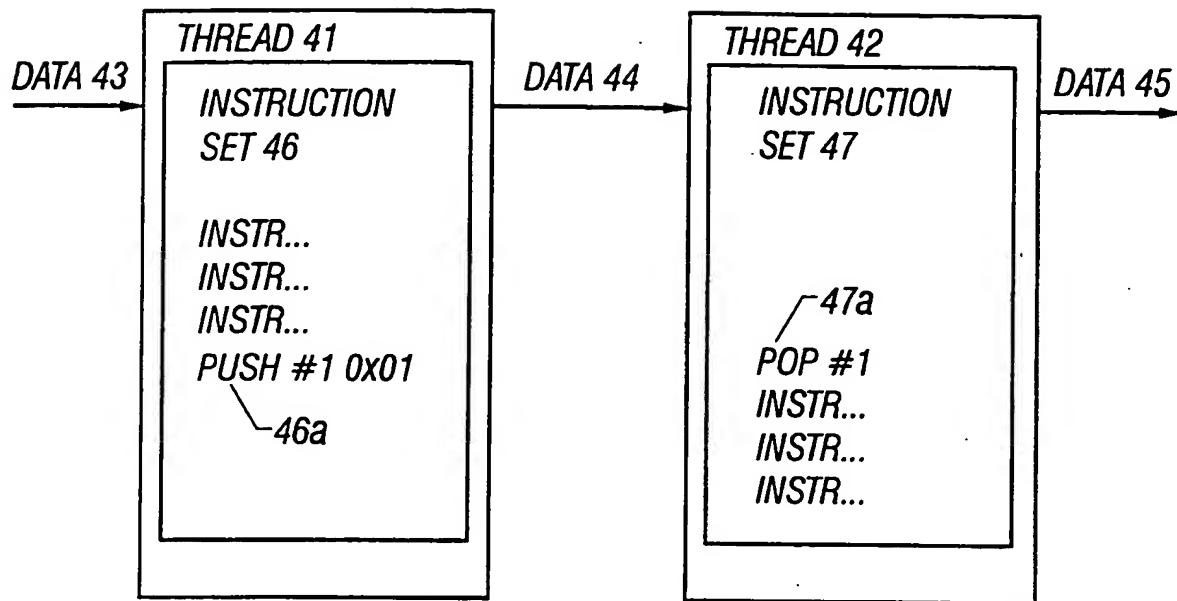 DATA 43
THREAD 41
INSTRUCTION
SET 46
INSTR...
INSTR...
INSTR...
PUSH #1 0x01
46a
DATA 44
THREAD 42
INSTRUCTION
SET 47
47a
POP #1
INSTR...
INSTR...
INSTR...
DATA 45